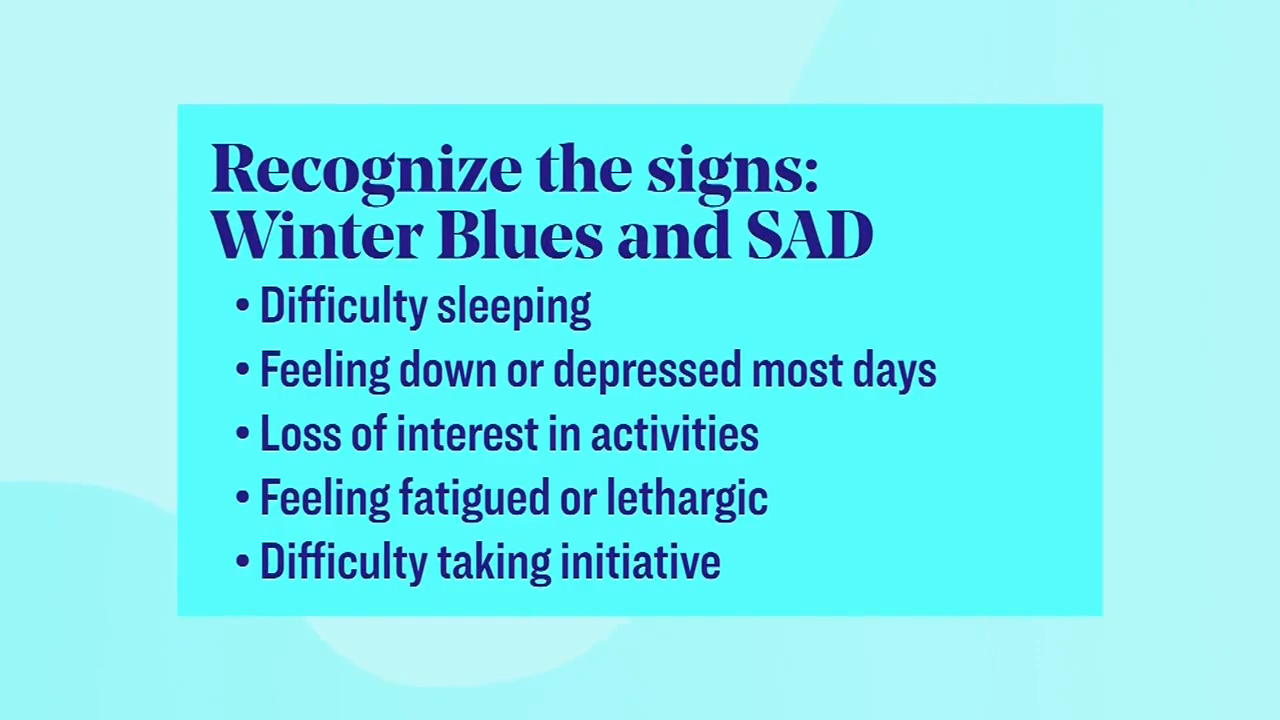 Recognize the signs:
Winter Blues and SAD
• Difficulty sleeping
• Feeling down or depressed most days
• Loss of interest in activities
• Feeling fatigued or lethargic
• Difficulty taking initiative